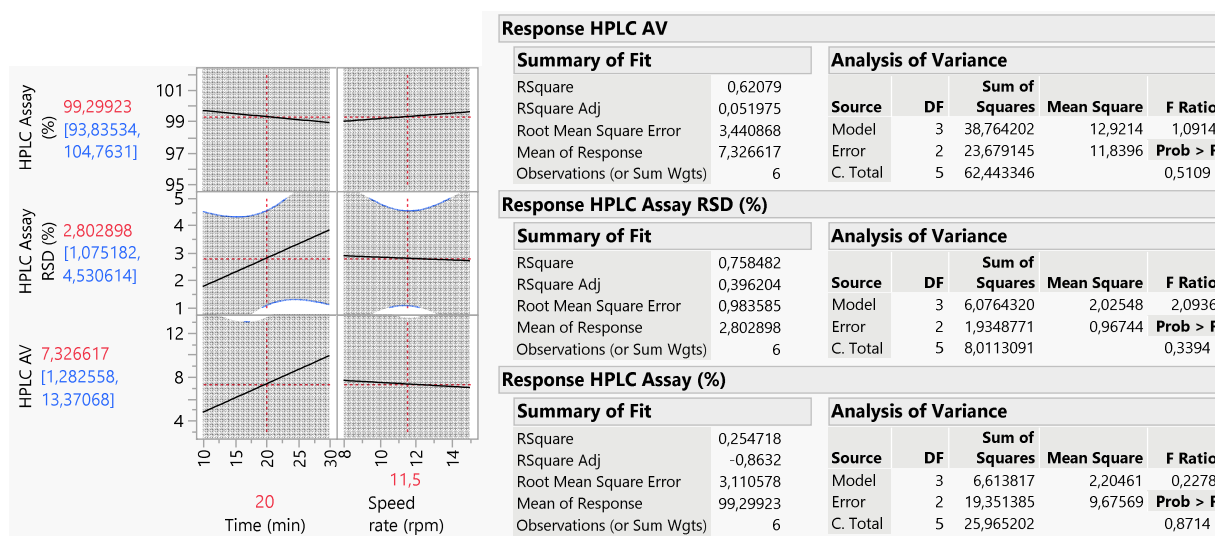 HPLC Assay (%)
99,29923
[93,83534,
104,7631]
101
99
97
95
HPLC Assay
RSD (%)
2,802898
[1,075182,
4,530614]
5
4
3
2
1
HPLC AV
7,326617
[1,282558,
13,37068]
12
8
4
10 15 20 25 30 8 10 12 14
20
Time (min)
11,5
Speed
rate (rpm)
Response HPLC AV
Summary of Fit
RSquare 0,62079
RSquare Adj 0,051975
Root Mean Square Error 3,440868
Mean of Response 7,326617
Observations (or Sum Wgts) 6
Analysis of Variance
Sum of
Source DF Squares Mean Square F Ratio
Model 3 38,764202 12,9214 1,0914
Error 2 23,679145 11,8396 Prob > F
C. Total 5 62,443346 0,5109
Response HPLC Assay RSD (%)
Summary of Fit
RSquare 0,758482
RSquare Adj 0,396204
Root Mean Square Error 0,983585
Mean of Response 2,802898
Observations (or Sum Wgts) 6
Analysis of Variance
Sum of
Source DF Squares Mean Square F Ratio
Model 3 6,0764320 2,02548 2,0936
Error 2 1,9348771 0,96744 Prob > F
C. Total 5 8,0113091 0,3394
Response HPLC Assay (%)
Summary of Fit
RSquare 0,254718
RSquare Adj -0,8632
Root Mean Square Error 3,110578
Mean of Response 99,29923
Observations (or Sum Wgts) 6
Analysis of Variance
Sum of
Source DF Squares Mean Square F Ratio
Model 3 6,613817 2,20461 0,2278
Error 2 19,351385 9,67569 Prob > F
C. Total 5 25,965202 0,8714